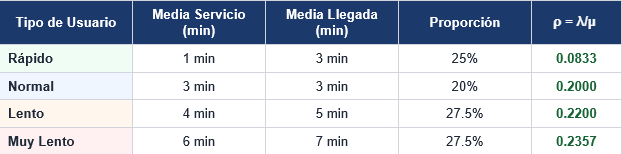 Tipo de Usuario Media Servicio (min) Media Llegada (min) Proporción ρ = λ/μ
Rápido 1 min 3 min 25% 0.0833
Normal 3 min 3 min 20% 0.2000
Lento 4 min 5 min 27.5% 0.2200
Muy Lento 6 min 7 min 27.5% 0.2357